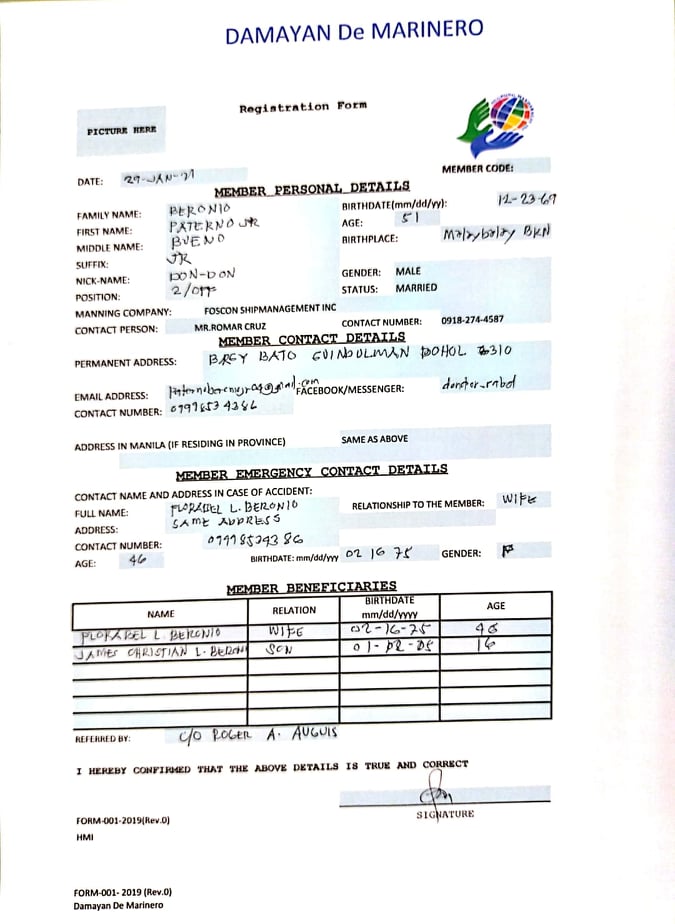 DAMAYAN De MARINERO
Registration Form
PICTURE HERE
MEMBER CODE:
DATE: 29-JAN-21
MEMBER PERSONAL DETAILS
FAMILY NAME: BERONIO BIRTHDATE(mm/dd/yy): 12-23-69
FIRST NAME: PATERNO JR AGE: 51
MIDDLE NAME: BUENO BIRTHPLACE: Malaybalay BKN
SUFFIX: JR
NICK-NAME: DON-DON GENDER: MALE
POSITION: 2/OFF STATUS: MARRIED
MANNING COMPANY: FOSCON SHIPMANAGEMENT INC
CONTACT PERSON: MR.ROMAR CRUZ CONTACT NUMBER: 0918-274-4587
MEMBER CONTACT DETAILS
PERMANENT ADDRESS: BRGY BATO GUINDULMAN BOHOL 6310
EMAIL ADDRESS: FACEBOOK/MESSENGER:
CONTACT NUMBER: 09998534386
ADDRESS IN MANILA (IF RESIDING IN PROVINCE) SAME AS ABOVE
MEMBER EMERGENCY CONTACT DETAILS
CONTACT NAME AND ADDRESS IN CASE OF ACCIDENT:
FULL NAME: FLORABEL L. BERONIO RELATIONSHIP TO THE MEMBER: WIFE
ADDRESS: SAME ADDRESS
CONTACT NUMBER: 09998534386
AGE: 46 BIRTHDATE: mm/dd/yyy 02 16 75 GENDER: F
MEMBER BENEFICIARIES
NAME RELATION BIRTHDATE mm/dd/yyyy AGE
FLORABEL L. BERONIO WIFE 02-16-75 46
JAMES CHRISTIAN L. BERONI SON 01-02-05 16
REFERRED BY: C/O ROGER A. AUGUIS
I HEREBY CONFIRMED THAT THE ABOVE DETAILS IS TRUE AND CORRECT
SIGNATURE
FORM-001-2019(Rev.0)
HMI
FORM-001- 2019 (Rev.0)
Damayan De Marinero